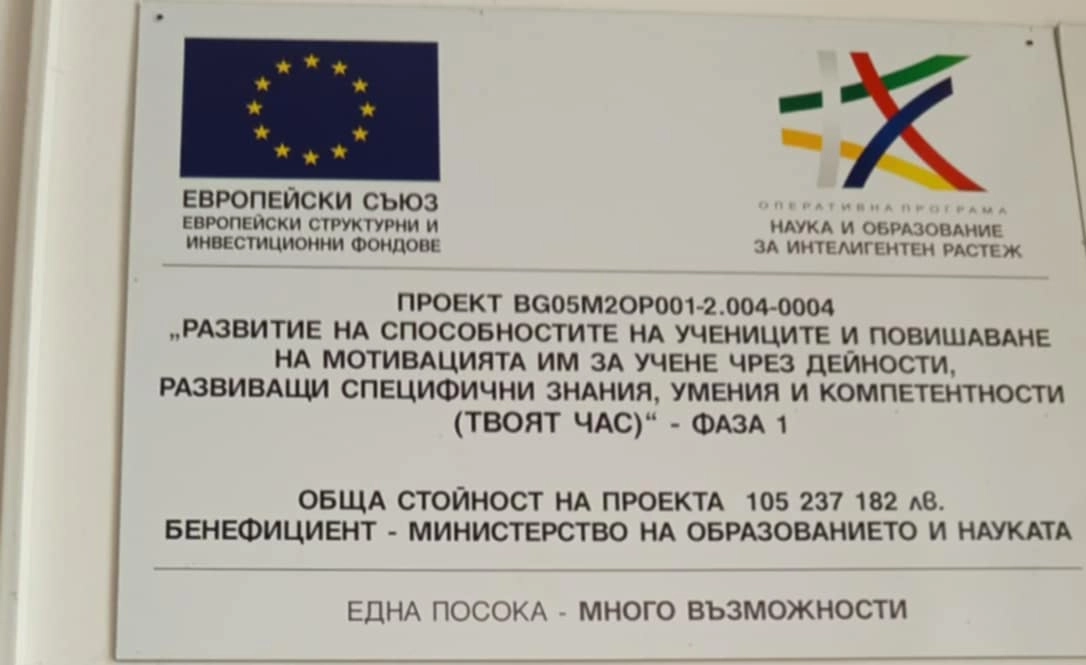 ЕВРОПЕЙСКИ СЪЮЗ
ЕВРОПЕЙСКИ СТРУКТУРНИ И
ИНВЕСТИЦИОННИ ФОНДОВЕ
ОПЕРАТИВНА ПРОГРАМА
НАУКА И ОБРАЗОВАНИЕ
ЗА ИНТЕЛИГЕНТЕН РАСТЕЖ
ПРОЕКТ BG05M2OP001-2.004-0004
„РАЗВИТИЕ НА СПОСОБНОСТИТЕ НА УЧЕНИЦИТЕ И ПОВИШАВАНЕ
НА МОТИВАЦИЯТА ИМ ЗА УЧЕНЕ ЧРЕЗ ДЕЙНОСТИ,
РАЗВИВАЩИ СПЕЦИФИЧНИ ЗНАНИЯ, УМЕНИЯ И КОМПЕТЕНТНОСТИ
(ТВОЯТ ЧАС)“ - ФАЗА 1
ОБЩА СТОЙНОСТ НА ПРОЕКТА 105 237 182 лв.
БЕНЕФИЦИЕНТ - МИНИСТЕРСТВО НА ОБРАЗОВАНИЕТО И НАУКАТА
ЕДНА ПОСОКА - МНОГО ВЪЗМОЖНОСТИ